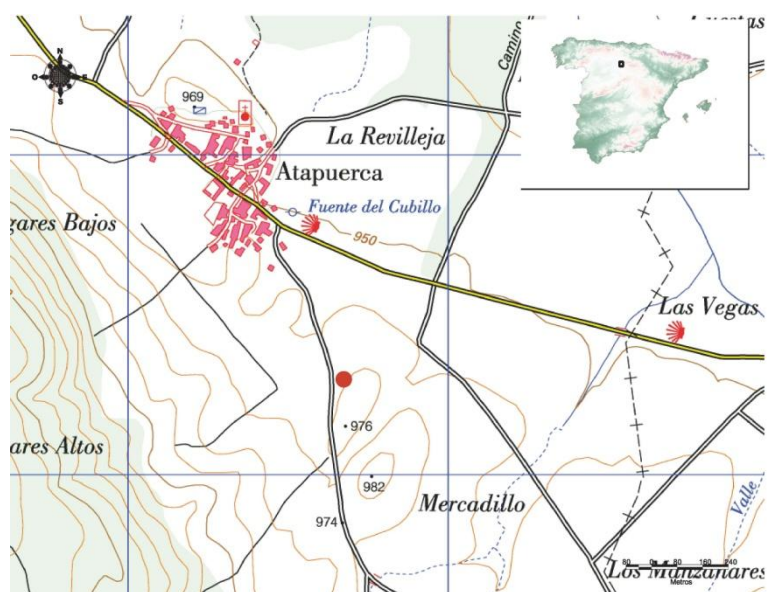 N
O
E
S
969
Camino
La Revilleja
Atapuerca
Fuente del Cubillo
950
gares Bajos
Las Vegas
976
ares Altos
982
Mercadillo
974
Valle
80 0 80 160 240
Metros
Los Manzanares